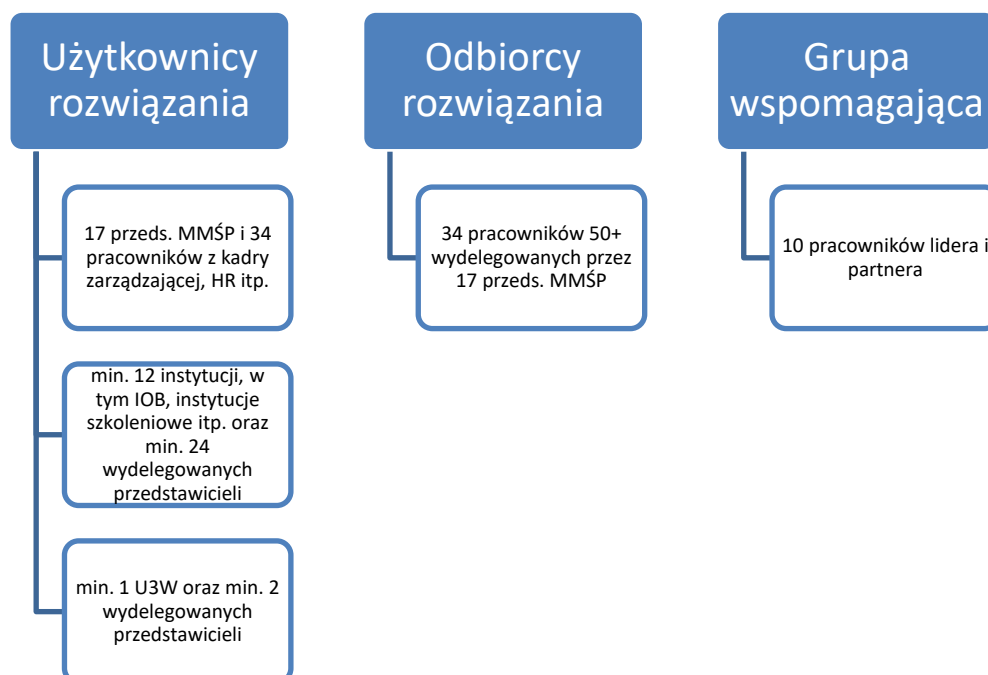 Użytkownicy
rozwiązania
17 przeds. MMŚP i 34
pracowników z kadry
zarządzającej, HR itp.
min. 12 instytucji, w
tym IOB, instytucje
szkoleniowe itp. oraz
min. 24
wydelegowanych
przedstawicieli
min. 1 U3W oraz min. 2
wydelegowanych
przedstawicieli
Odbiorcy
rozwiązania
34 pracowników 50+
wydelegowanych przez
17 przeds. MMŚP
Grupa
wspomagająca
10 pracowników lidera i
partnera